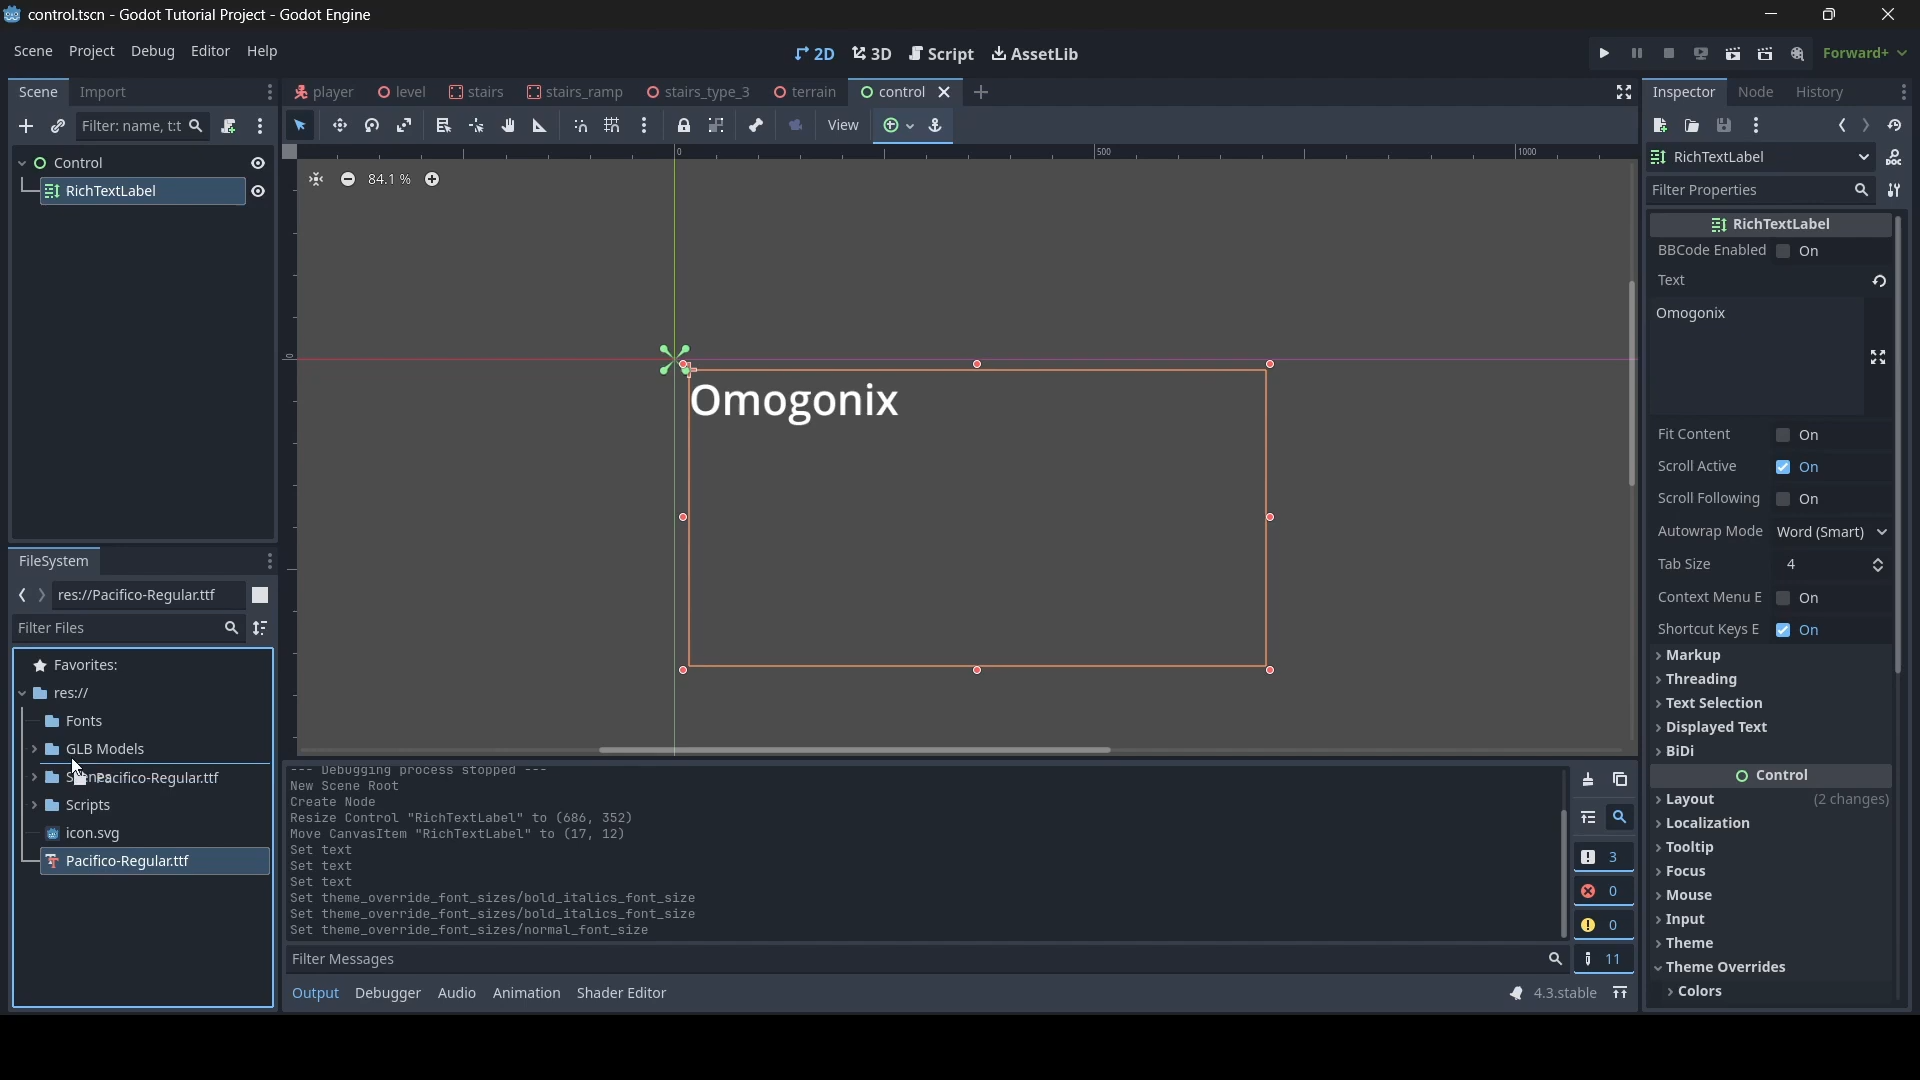 control.tscn - Godot Tutorial Project - Godot Engine
Scene Project Debug Editor Help
2D 3D Script AssetLib
Forward+
Scene Import
player level stairs stairs_ramp stairs_type_3 terrain control
Inspector Node History
Filter: name, t:t
View
Control
RichTextLabel
84.1 %
0 500 1000
0
Omogonix
RichTextLabel
Filter Properties
RichTextLabel
BBCode Enabled On
Text
Omogonix
Fit Content On
Scroll Active On
Scroll Following On
Autowrap Mode Word (Smart)
Tab Size 4
Context Menu E On
Shortcut Keys E On
Markup
Threading
Text Selection
Displayed Text
BiDi
Control
Layout (2 changes)
Localization
Tooltip
Focus
Mouse
Input
Theme
Theme Overrides
Colors
FileSystem
res://Pacifico-Regular.ttf
Filter Files
Favorites:
res://
Fonts
GLB Models
Pacifico-Regular.ttf
Scripts
icon.svg
Pacifico-Regular.ttf
--- Debugging process stopped ---
New Scene Root
Create Node
Resize Control "RichTextLabel" to (686, 352)
Move CanvasItem "RichTextLabel" to (17, 12)
Set text
Set text
Set text
Set theme_override_font_sizes/bold_italics_font_size
Set theme_override_font_sizes/bold_italics_font_size
Set theme_override_font_sizes/normal_font_size
3
0
0
11
Filter Messages
Output Debugger Audio Animation Shader Editor
4.3.stable